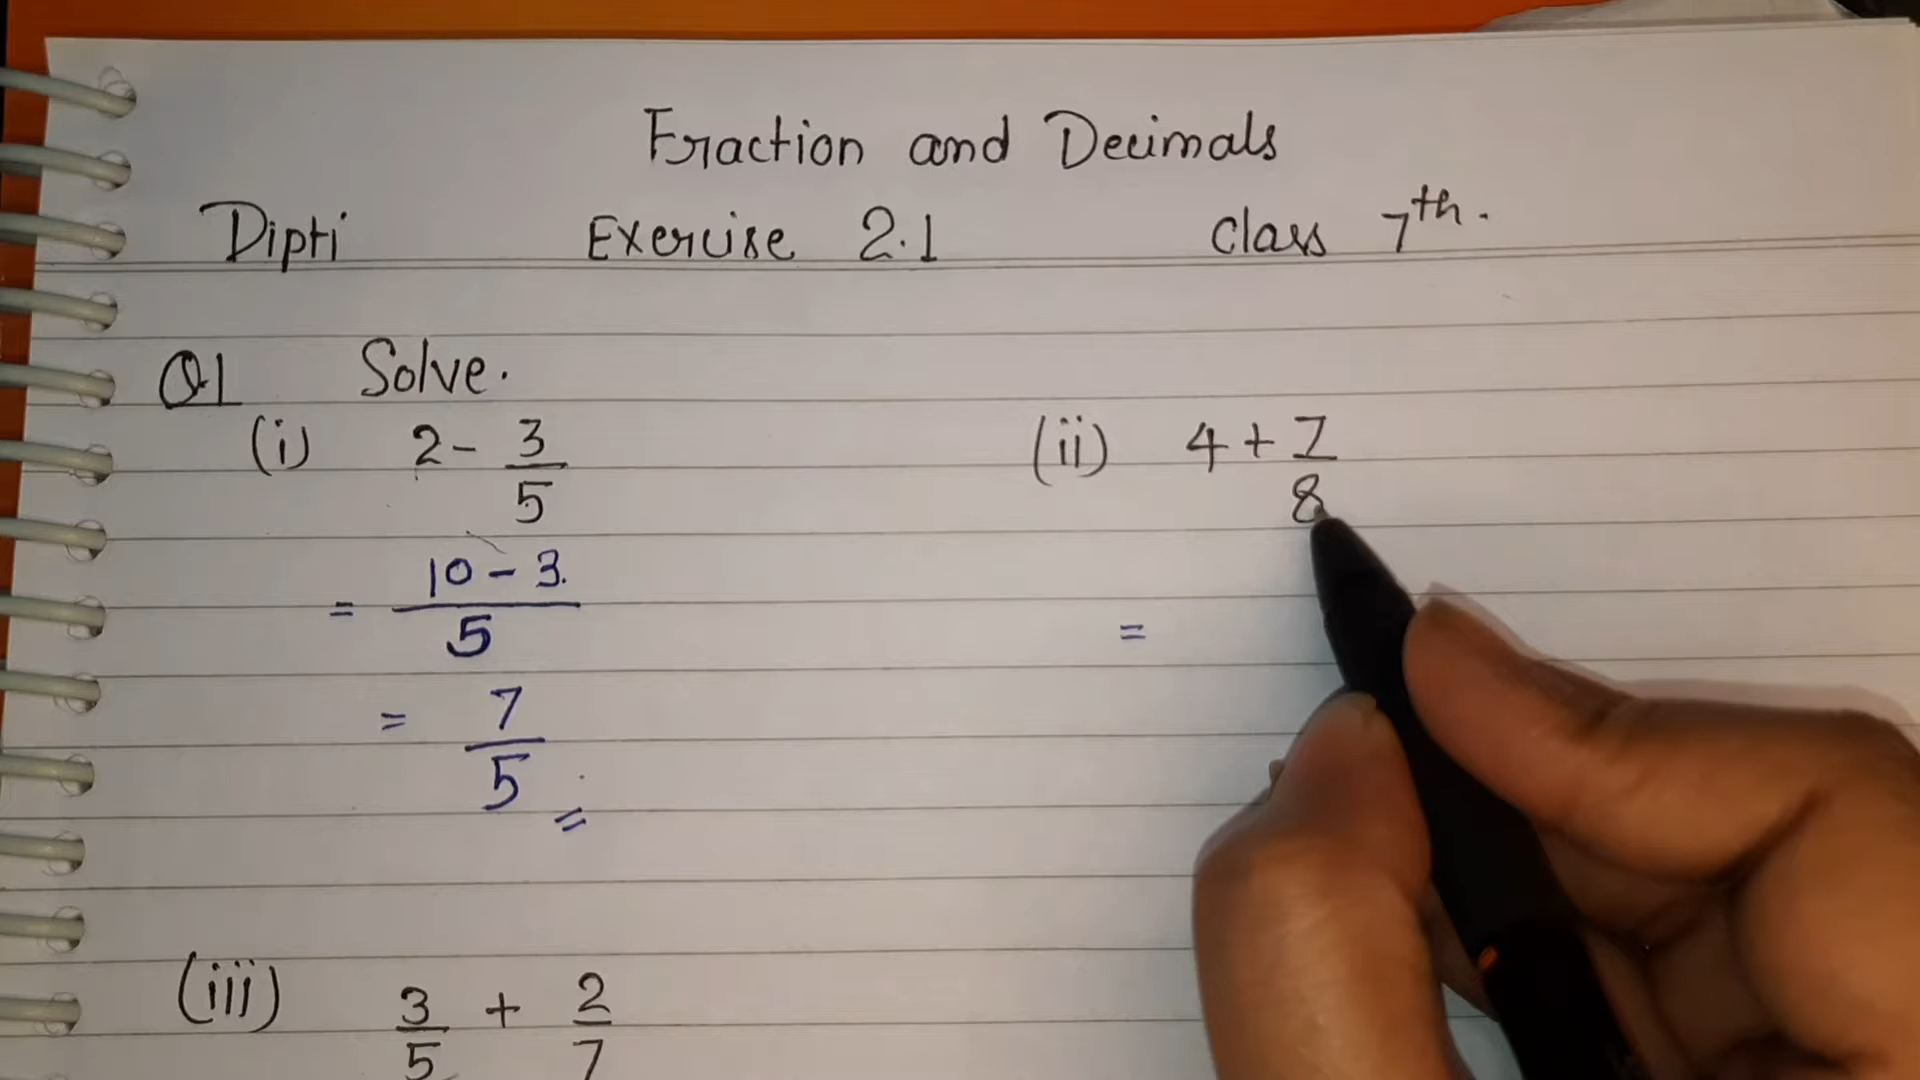 Fraction and Decimals
Dipti Exercise 2.1 Class 7th.
Q1 Solve.
(i) 2 - 3/5
(ii) 4 + 7/8
= 10 - 3/5
=
= 7/5
(iii) 3/5 + 2/7